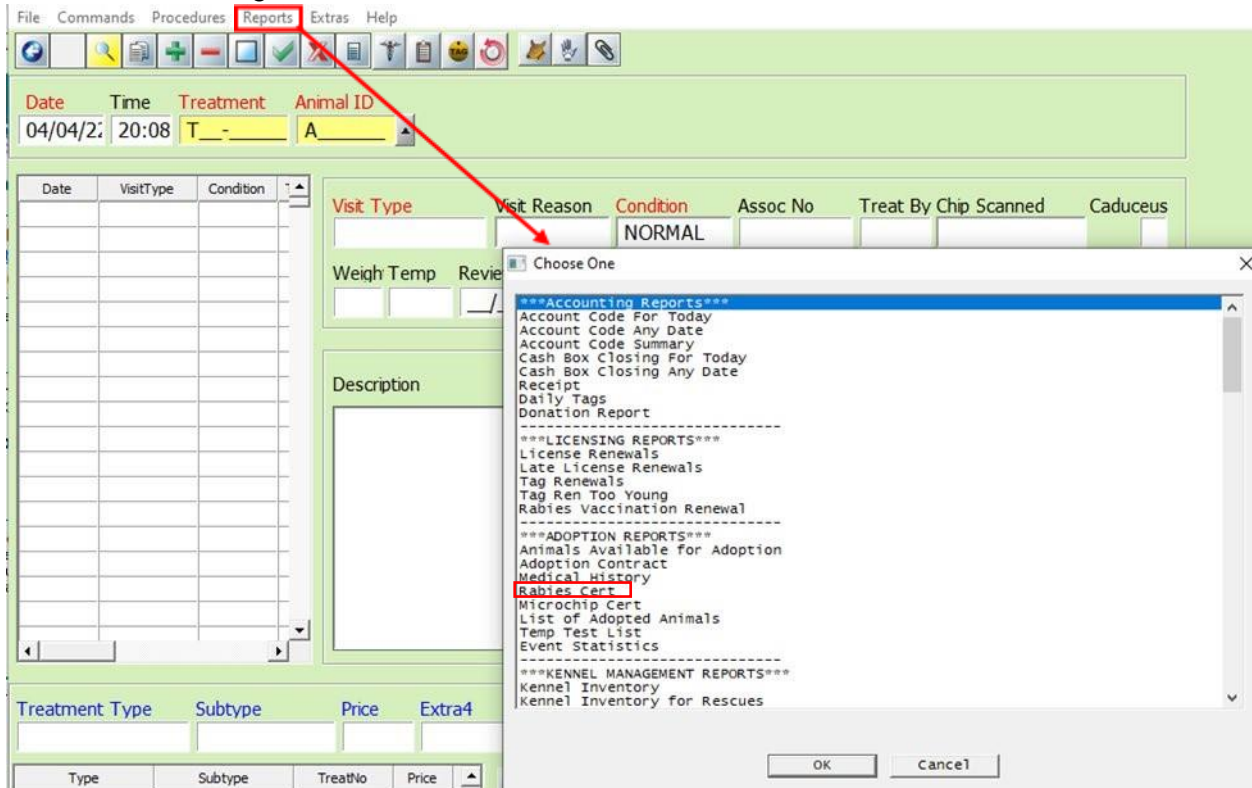 File Commands Procedures Reports Extras Help
TAG
Date Time Treatment Animal ID
04/04/22 20:08 T__-_____ A_______
Date VisitType Condition
Visit Type Visit Reason Condition Assoc No Treat By Chip Scanned Caduceus
NORMAL
Weigh Temp Revie
__/_
Description
Choose One
***Accounting Reports***
Account Code For Today
Account Code Any Date
Account Code Summary
Cash Box Closing For Today
Cash Box Closing Any Date
Receipt
Daily Tags
Donation Report
-------------------------------
***LICENSING REPORTS***
License Renewals
Late License Renewals
Tag Renewals
Tag Ren Too Young
Rabies Vaccination Renewal
-------------------------------
***ADOPTION REPORTS***
Animals Available for Adoption
Adoption Contract
Medical History
Rabies Cert
Microchip Cert
List of Adopted Animals
Temp Test List
Event Statistics
-------------------------------
***KENNEL MANAGEMENT REPORTS***
Kennel Inventory
Kennel Inventory for Rescues
OK Cancel
Treatment Type Subtype Price Extra4
Type Subtype TreatNo Price